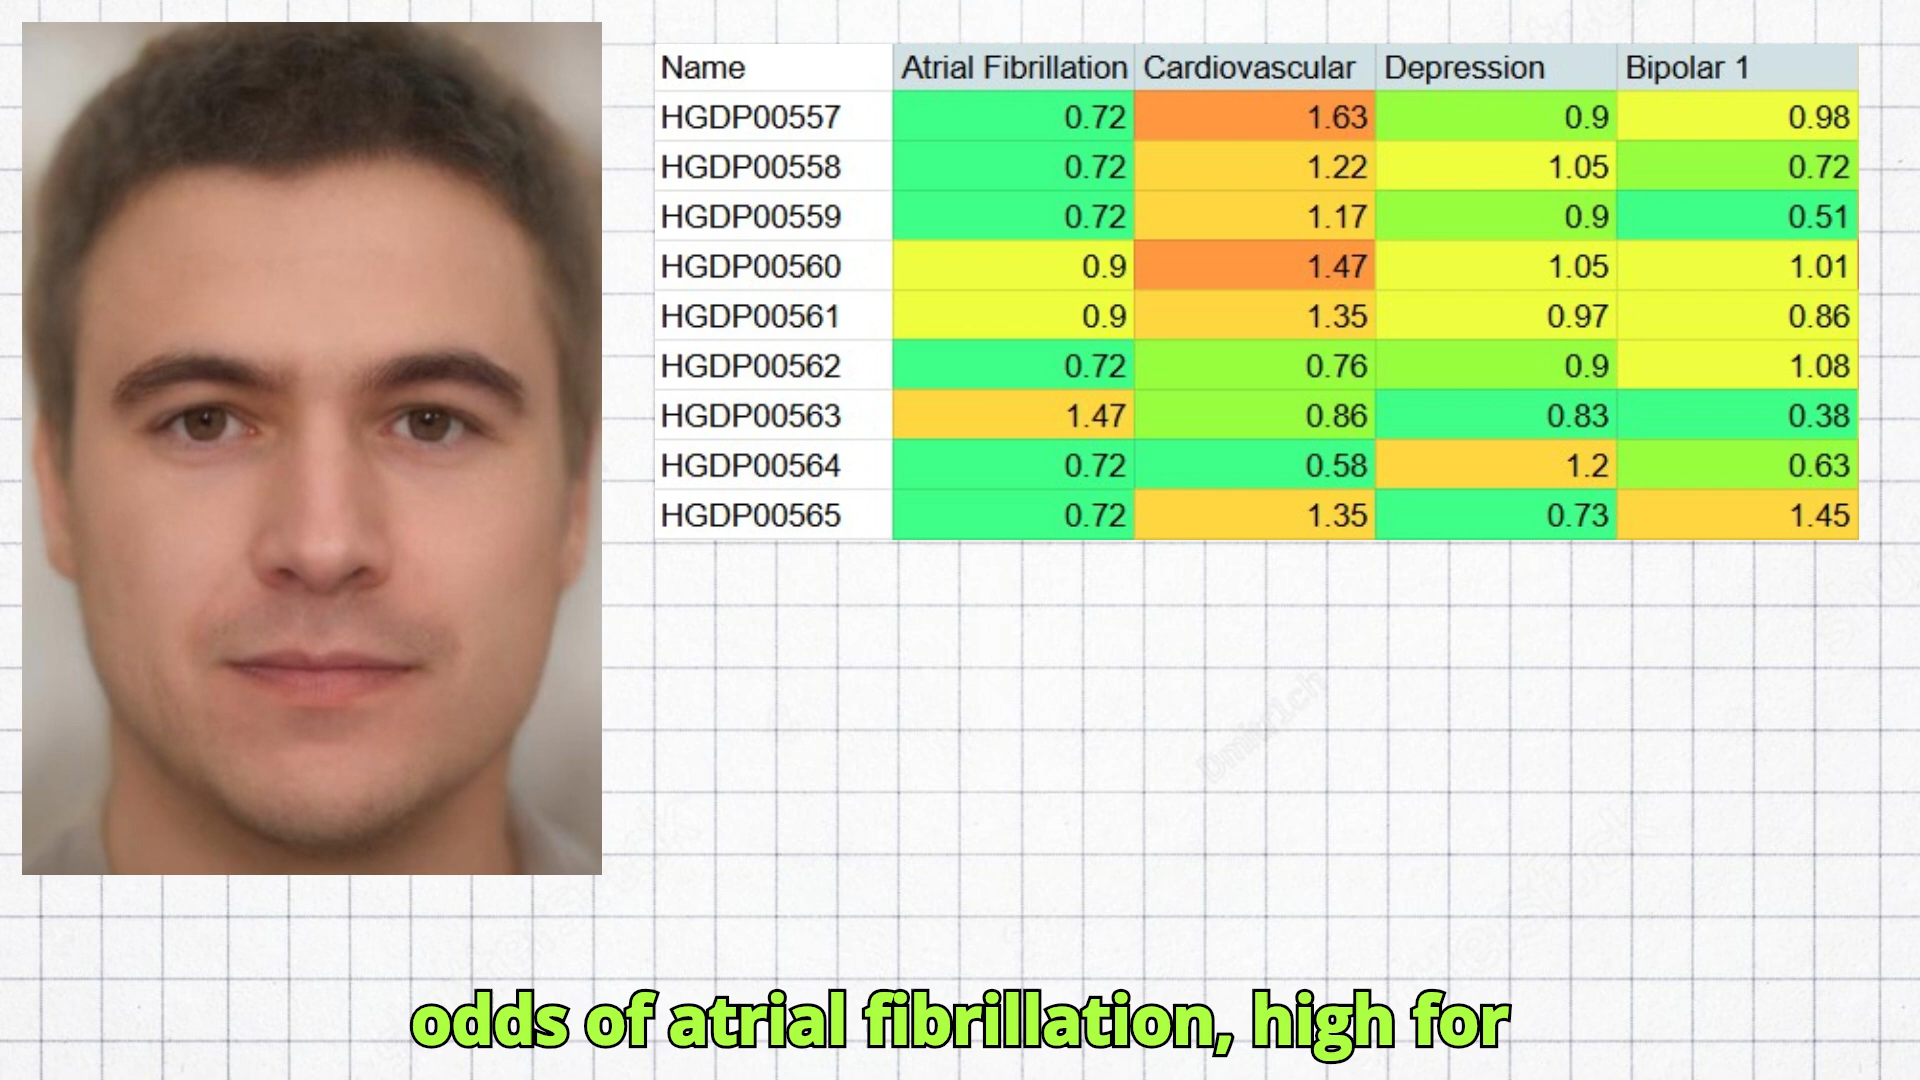 Name Atrial Fibrillation Cardiovascular Depression Bipolar 1
HGDP00557 0.72 1.63 0.9 0.98
HGDP00558 0.72 1.22 1.05 0.72
HGDP00559 0.72 1.17 0.9 0.51
HGDP00560 0.9 1.47 1.05 1.01
HGDP00561 0.9 1.35 0.97 0.86
HGDP00562 0.72 0.76 0.9 1.08
HGDP00563 1.47 0.86 0.83 0.38
HGDP00564 0.72 0.58 1.2 0.63
HGDP00565 0.72 1.35 0.73 1.45
odds of atrial fibrillation, high for